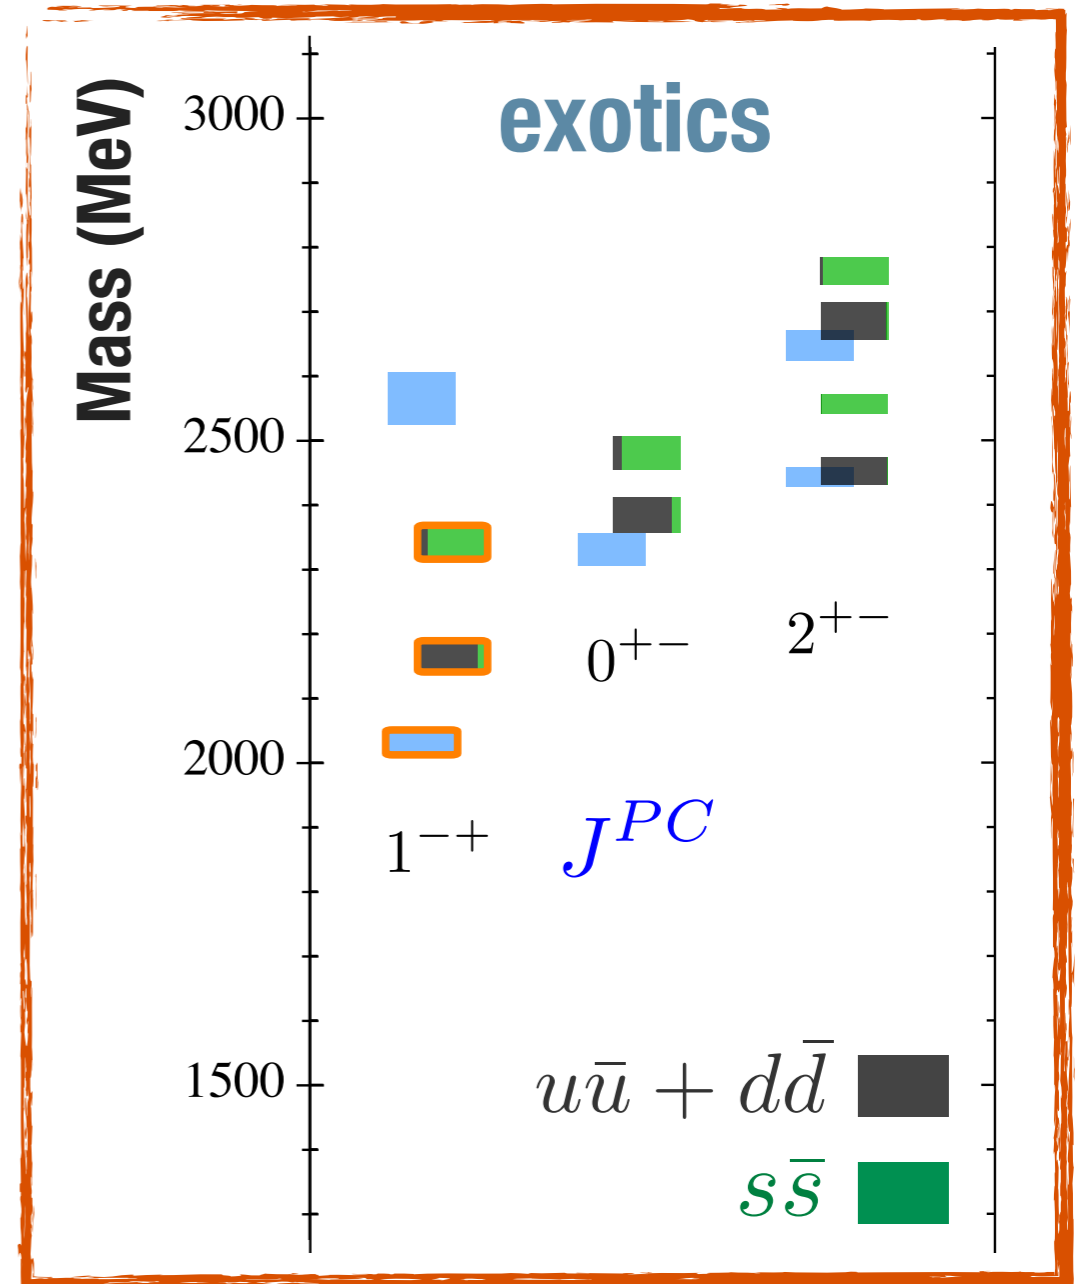 exotics
Mass (MeV)
3000
2500
2000
1500
1⁻⁺
0⁺⁻
2⁺⁻
Jᴾꟲ
uū + dd̄
ss̄